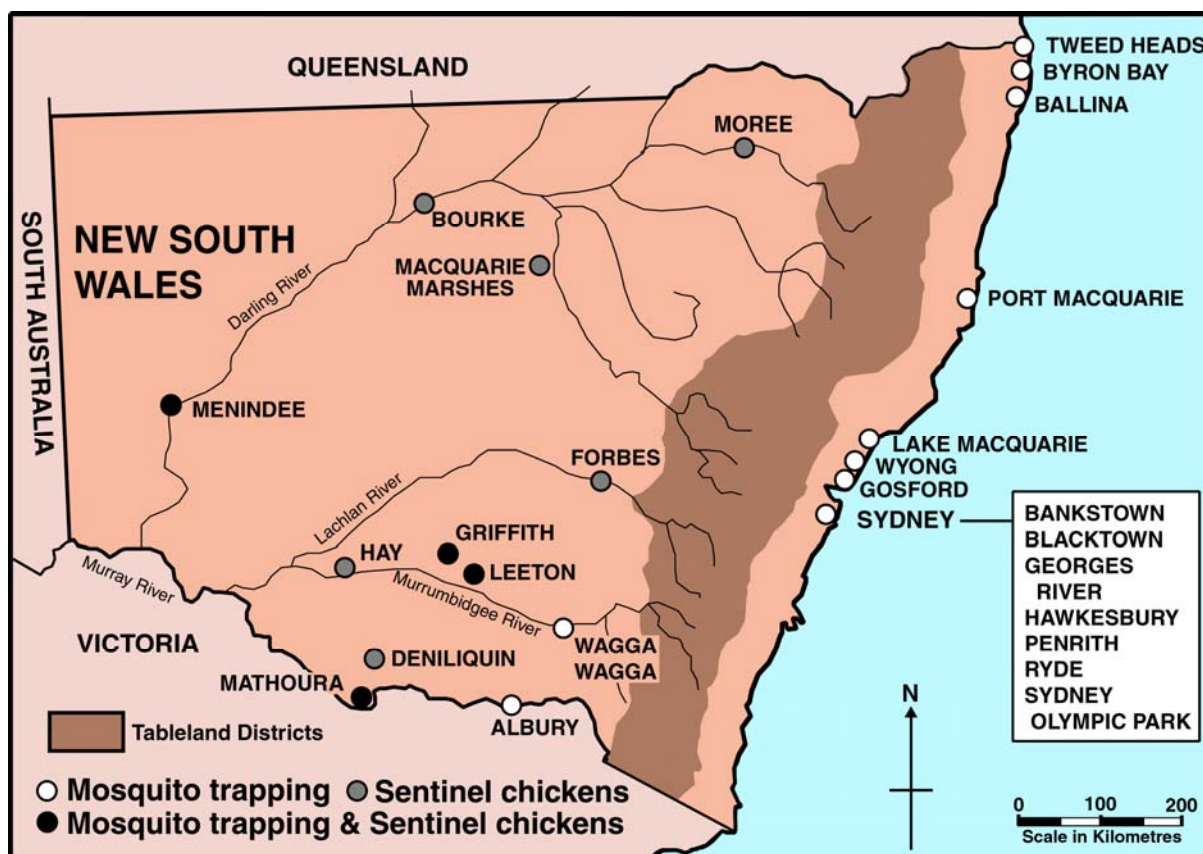 QUEENSLAND
TWEED HEADS
BYRON BAY
BALLINA
MOREE
SOUTH AUSTRALIA
NEW SOUTH
WALES
BOURKE
MACQUARIE
MARSHES
Darling River
PORT MACQUARIE
MENINDEE
LAKE MACQUARIE
WYONG
GOSFORD
SYDNEY
FORBES
Lachlan River
GRIFFITH
HAY
LEETON
Murrumbidgee River
Murray River
VICTORIA
WAGGA
WAGGA
DENILIQUIN
MATHOURA
ALBURY
BANKSTOWN
BLACKTOWN
GEORGES
RIVER
HAWKESBURY
PENRITH
RYDE
SYDNEY
OLYMPIC PARK
N
Tableland Districts
Mosquito trapping
Sentinel chickens
Mosquito trapping & Sentinel chickens
0 100 200
Scale in Kilometres